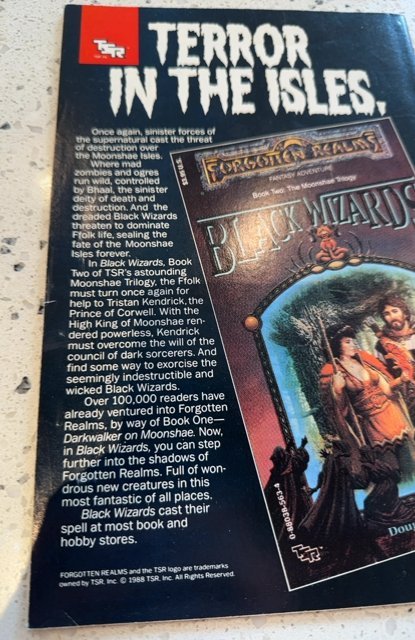 TSR
TERROR
IN THE ISLES.
Once again, sinister forces of
the supernatural cast the threat
of destruction over
the Moonshae Isles.
Where mad
zombies and ogres
run wild, controlled
by Bhaal, the sinister
deity of death and
destruction. And the
dreaded Black Wizards
threaten to dominate
Ffolk life, sealing the
fate of the Moonshae
Isles forever.
In Black Wizards, Book
Two of TSR's astounding
Moonshae Trilogy, the Ffolk
must turn once again for
help to Tristan Kendrick, the
Prince of Corwell. With the
High King of Moonshae ren-
dered powerless, Kendrick
must overcome the will of the
council of dark sorcerers. And
find some way to exorcise the
seemingly indestructible and
wicked Black Wizards.
Over 100,000 readers have
already ventured into Forgotten
Realms, by way of Book One—
Darkwalker on Moonshae. Now,
in Black Wizards, you can step
further into the shadows of
Forgotten Realms. Full of won-
drous new creatures in this
most fantastic of all places.
Black Wizards cast their
spell at most book and
hobby stores.
FORGOTTEN REALMS and the TSR logo are trademarks
owned by TSR, Inc. © 1988 TSR, Inc. All Rights Reserved.
$3.95 U.S.
FORGOTTEN REALMS
FANTASY ADVENTURE
Book Two: The Moonshae Trilogy
BLACK WIZARDS
0-88038-563-4
Doug
TSR